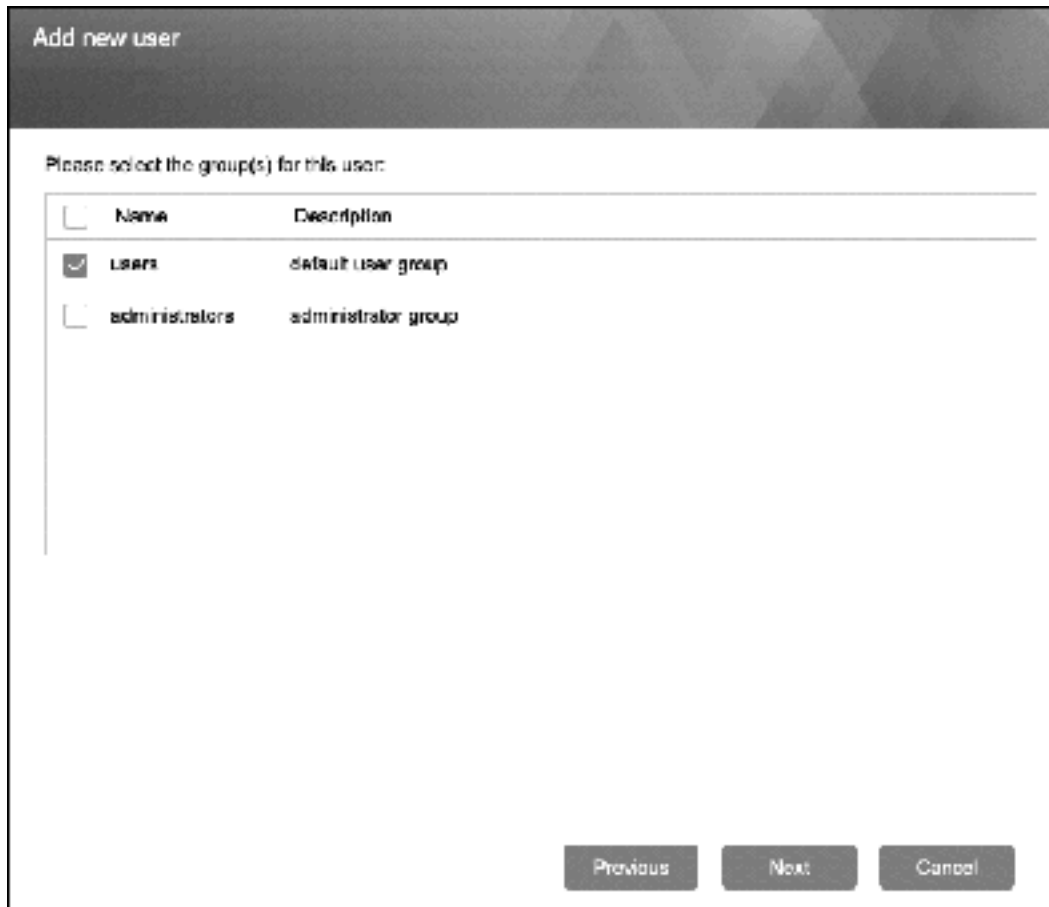 Add new user
Please select the group(s) for this user:
Name Description
users default user group
administrators administrator group
Previous Next Cancel